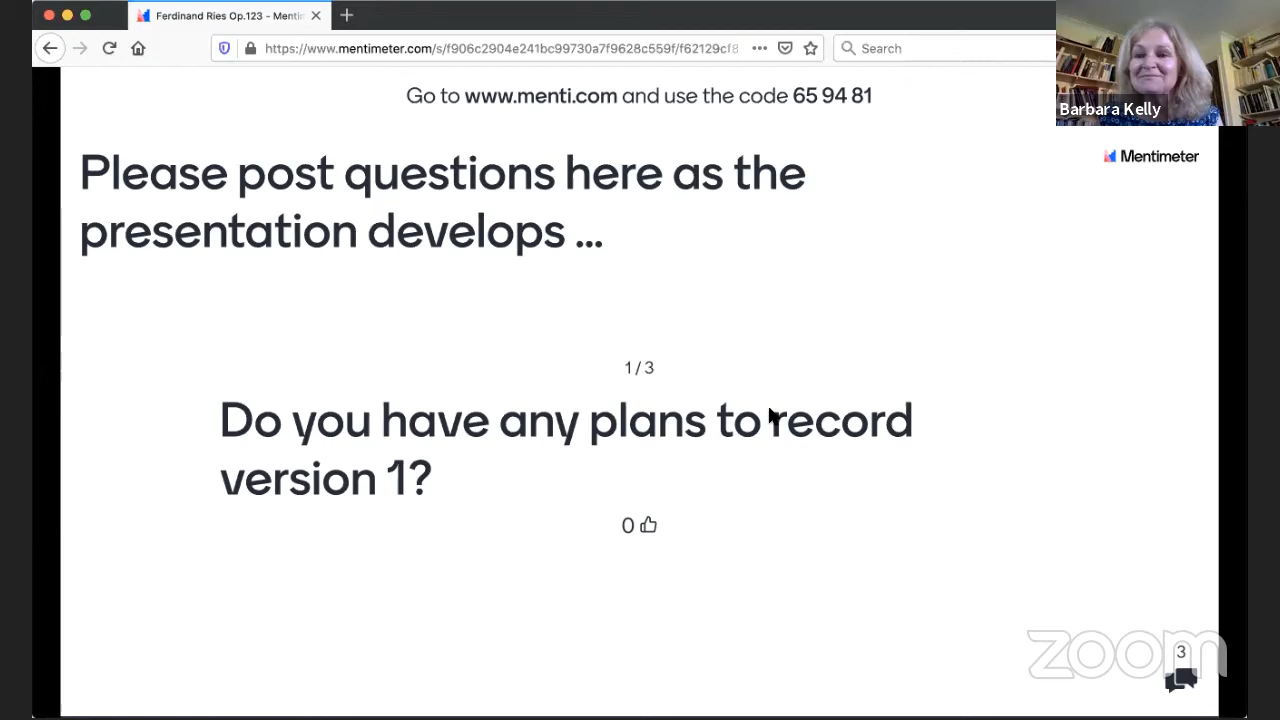 Ferdinand Ries Op.123 - Mentim
https://www.mentimeter.com/s/f906c2904e241bc99730a7f9628c559f/f62129cf8
Search
Barbara Kelly
Go to www.menti.com and use the code 65 94 81
Mentimeter
Please post questions here as the
presentation develops ...
1 / 3
Do you have any plans to record
version 1?
0
zoom
3